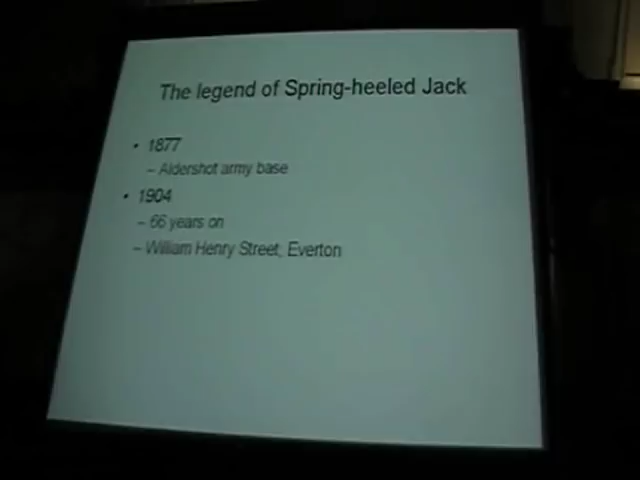 The legend of Spring-heeled Jack
• 1877
– Aldershot army base
• 1904
– 66 years on
– William Henry Street, Everton